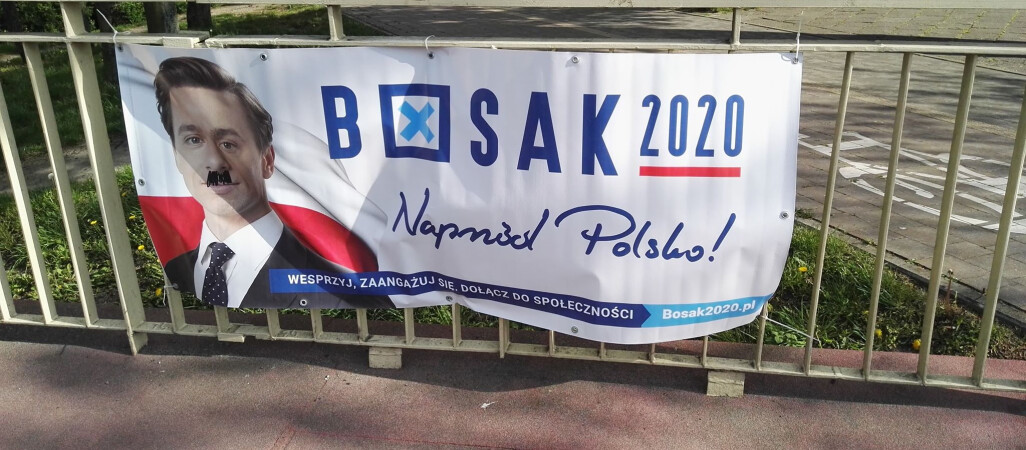 BOSAK 2020
Naprzód Polsko!
WESPRZYJ, ZAANGAŻUJ SIĘ, DOŁĄCZ DO SPOŁECZNOŚCI
Bosak2020.pl